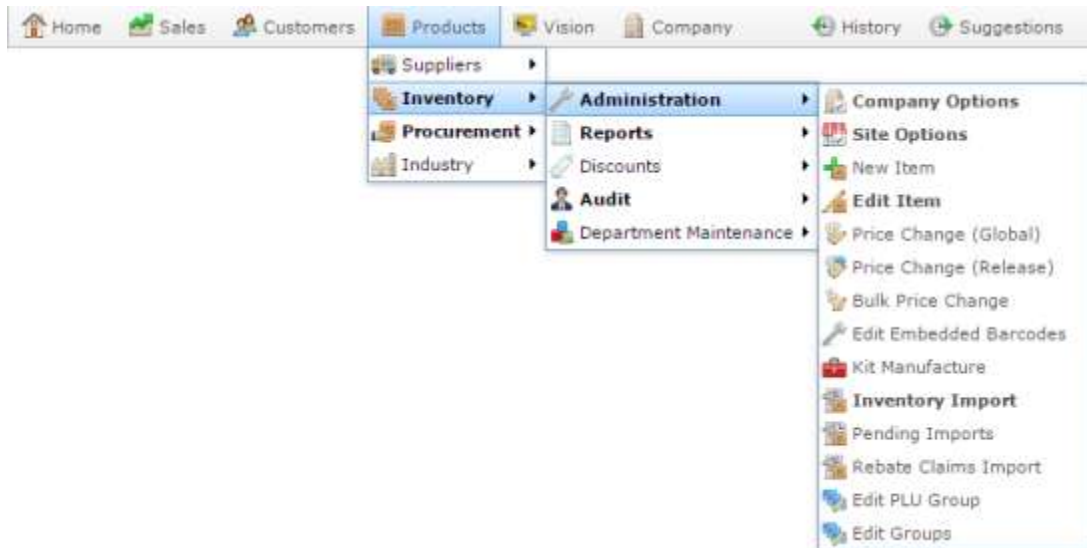 Home Sales Customers Products Vision Company History Suggestions
Suppliers
Inventory Administration Company Options
Procurement Reports Site Options
Industry Discounts New Item
Audit Edit Item
Department Maintenance Price Change (Global)
Price Change (Release)
Bulk Price Change
Edit Embedded Barcodes
Kit Manufacture
Inventory Import
Pending Imports
Rebate Claims Import
Edit PLU Group
Edit Groups